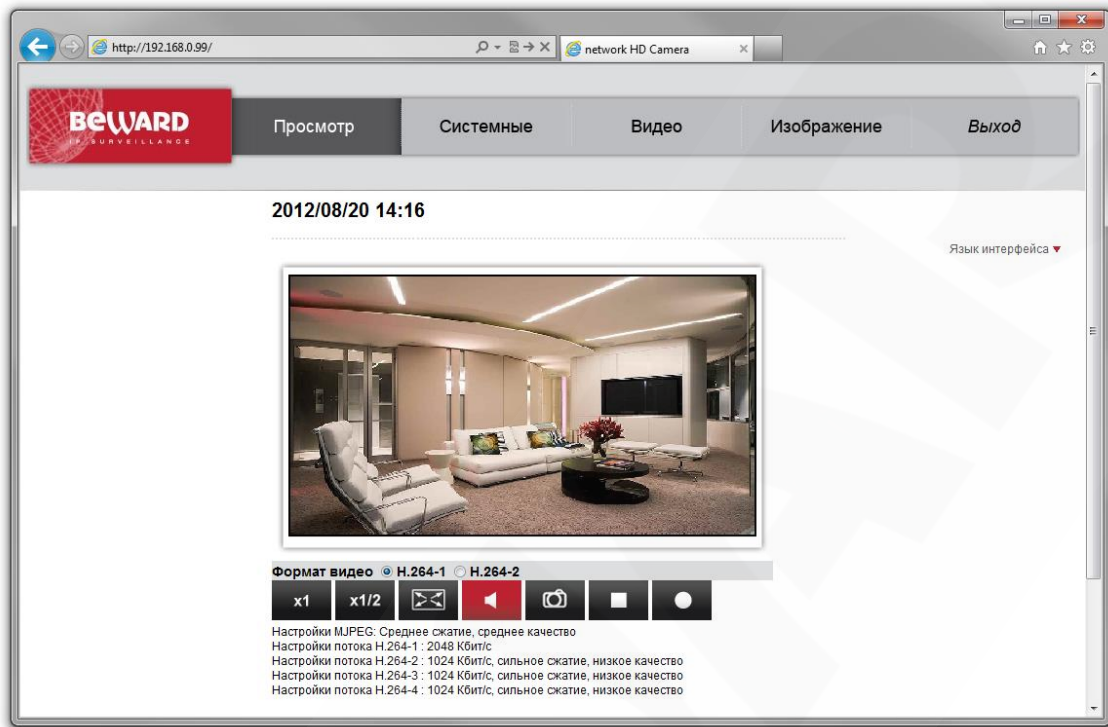 http://192.168.0.99/
network HD Camera
BEWARD
IP SURVEILLANCE
Просмотр
Системные
Видео
Изображение
Выход
2012/08/20 14:16
Язык интерфейса
Формат видео H.264-1 H.264-2
x1 x1/2
Настройки MJPEG: Среднее сжатие, среднее качество
Настройки потока H.264-1 : 2048 Кбит/с
Настройки потока H.264-2 : 1024 Кбит/с, сильное сжатие, низкое качество
Настройки потока H.264-3 : 1024 Кбит/с, сильное сжатие, низкое качество
Настройки потока H.264-4 : 1024 Кбит/с, сильное сжатие, низкое качество